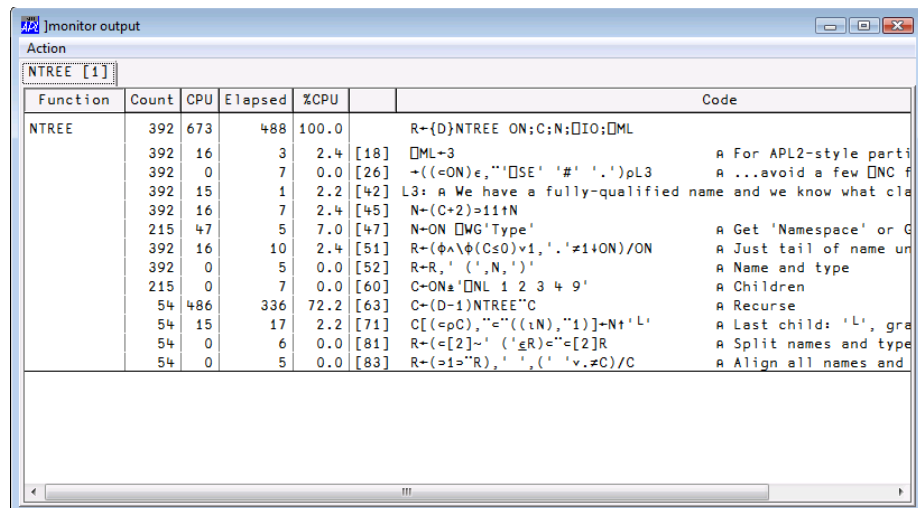 ]monitor output
Action
NTREE [1]
Function Count CPU Elapsed %CPU Code
NTREE 392 673 488 100.0 R←{D}NTREE ON;C;N;⎕IO;⎕ML
392 16 3 2.4 [18] ⎕ML←3 ⍝ For APL2-style parti
392 0 7 0.0 [26] →((⊂ON)∊,¨'⎕SE' '#' '.')⍴L3 ⍝ ...avoid a few ⎕NC f
392 15 1 2.2 [42] L3: ⍝ We have a fully-qualified name and we know what cla
392 16 7 2.4 [45] N←(C+2)⊃11↑N
215 47 5 7.0 [47] N←ON ⎕WG'Type' ⍝ Get 'Namespace' or G
392 16 10 2.4 [51] R←(⌽∧\⌽(C≤0)∨1,'.'≠1↓ON)/ON ⍝ Just tail of name un
392 0 5 0.0 [52] R←R,' (',N,')' ⍝ Name and type
215 0 7 0.0 [60] C←ON⍎'⎕NL 1 2 3 4 9' ⍝ Children
54 486 336 72.2 [63] C←(D-1)NTREE¨C ⍝ Recurse
54 15 17 2.2 [71] C[(⊂⍴C),¨⊂¨((⍳N),¨1)]←N↑'└' ⍝ Last child: '└', gra
54 0 6 0.0 [81] R←(⊂[2]~' ('⍷R)⊂¨⊂[2]R ⍝ Split names and type
54 0 5 0.0 [83] R←(⊃1⊃¨R),' ',(' '∨.≠C)/C ⍝ Align all names and